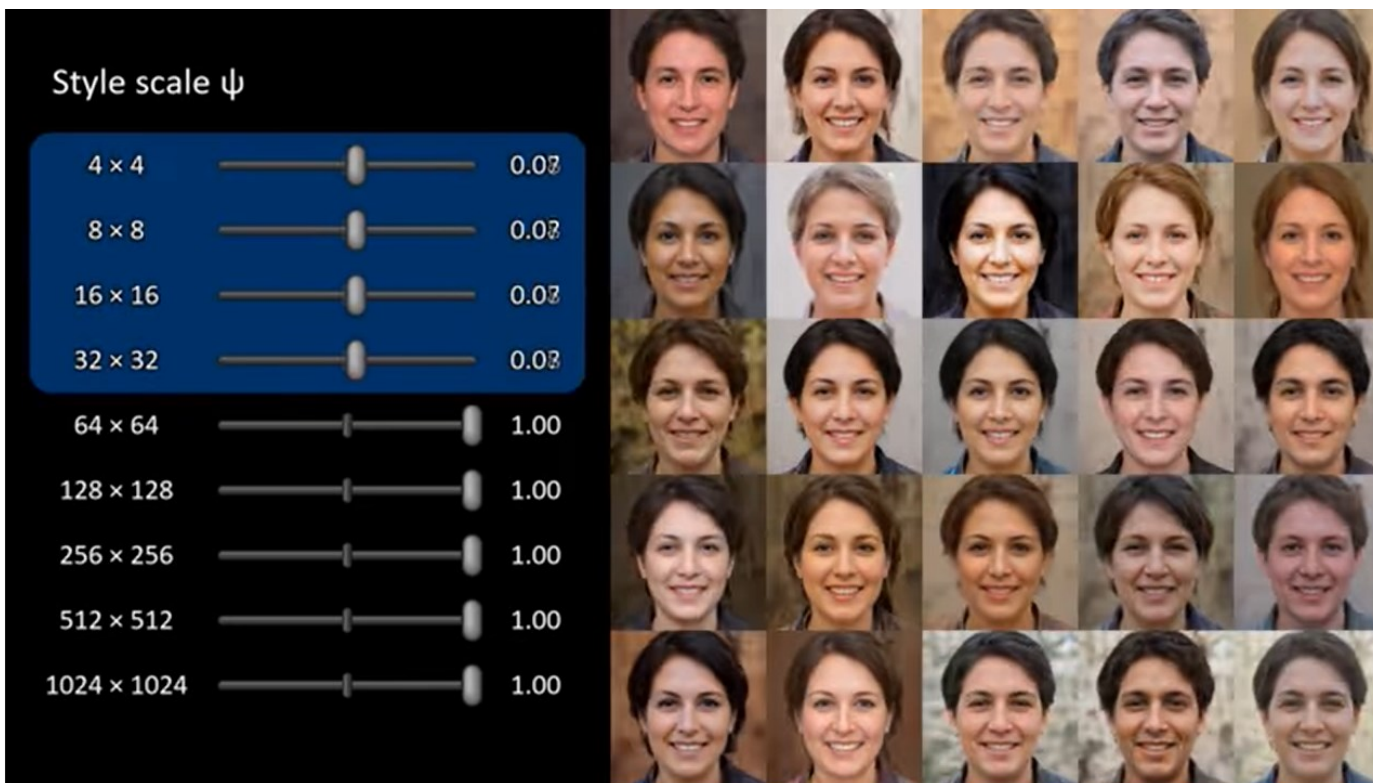 Style scale ψ
4 × 4
8 × 8
16 × 16
32 × 32
64 × 64 1.00
128 × 128 1.00
256 × 256 1.00
512 × 512 1.00
1024 × 1024 1.00